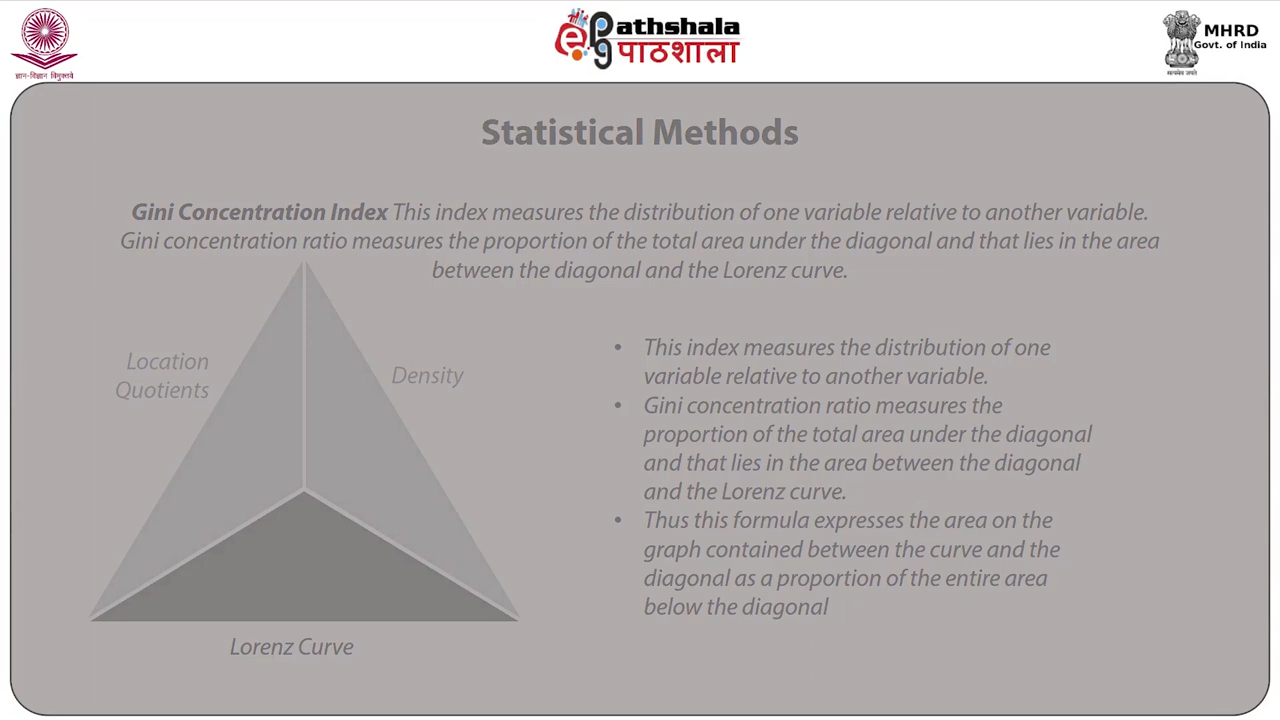 ज्ञान-विज्ञान विमुक्तये
ePathshala
पाठशाला
MHRD
Govt. of India
सत्यमेव जयते
Statistical Methods
Gini Concentration Index This index measures the distribution of one variable relative to another variable.
Gini concentration ratio measures the proportion of the total area under the diagonal and that lies in the area
between the diagonal and the Lorenz curve.
Location
Quotients
Density
Lorenz Curve
• This index measures the distribution of one
variable relative to another variable.
• Gini concentration ratio measures the
proportion of the total area under the diagonal
and that lies in the area between the diagonal
and the Lorenz curve.
• Thus this formula expresses the area on the
graph contained between the curve and the
diagonal as a proportion of the entire area
below the diagonal